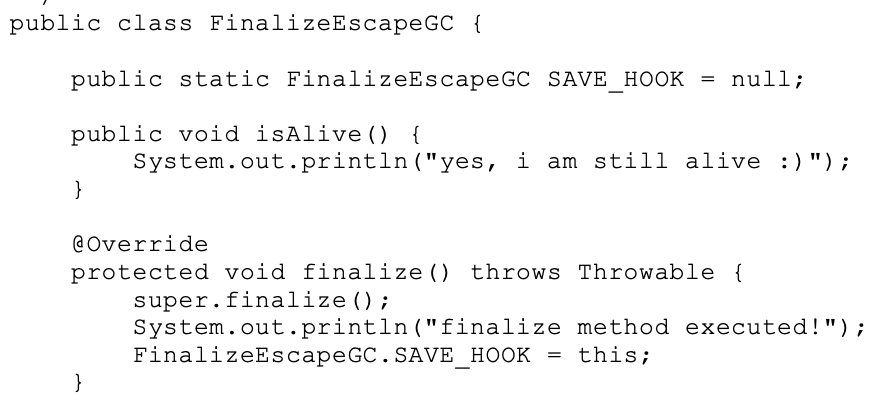 public class FinalizeEscapeGC {
public static FinalizeEscapeGC SAVE_HOOK = null;
public void isAlive() {
System.out.println("yes, i am still alive :)");
}
@Override
protected void finalize() throws Throwable {
super.finalize();
System.out.println("finalize method executed!");
FinalizeEscapeGC.SAVE_HOOK = this;
}